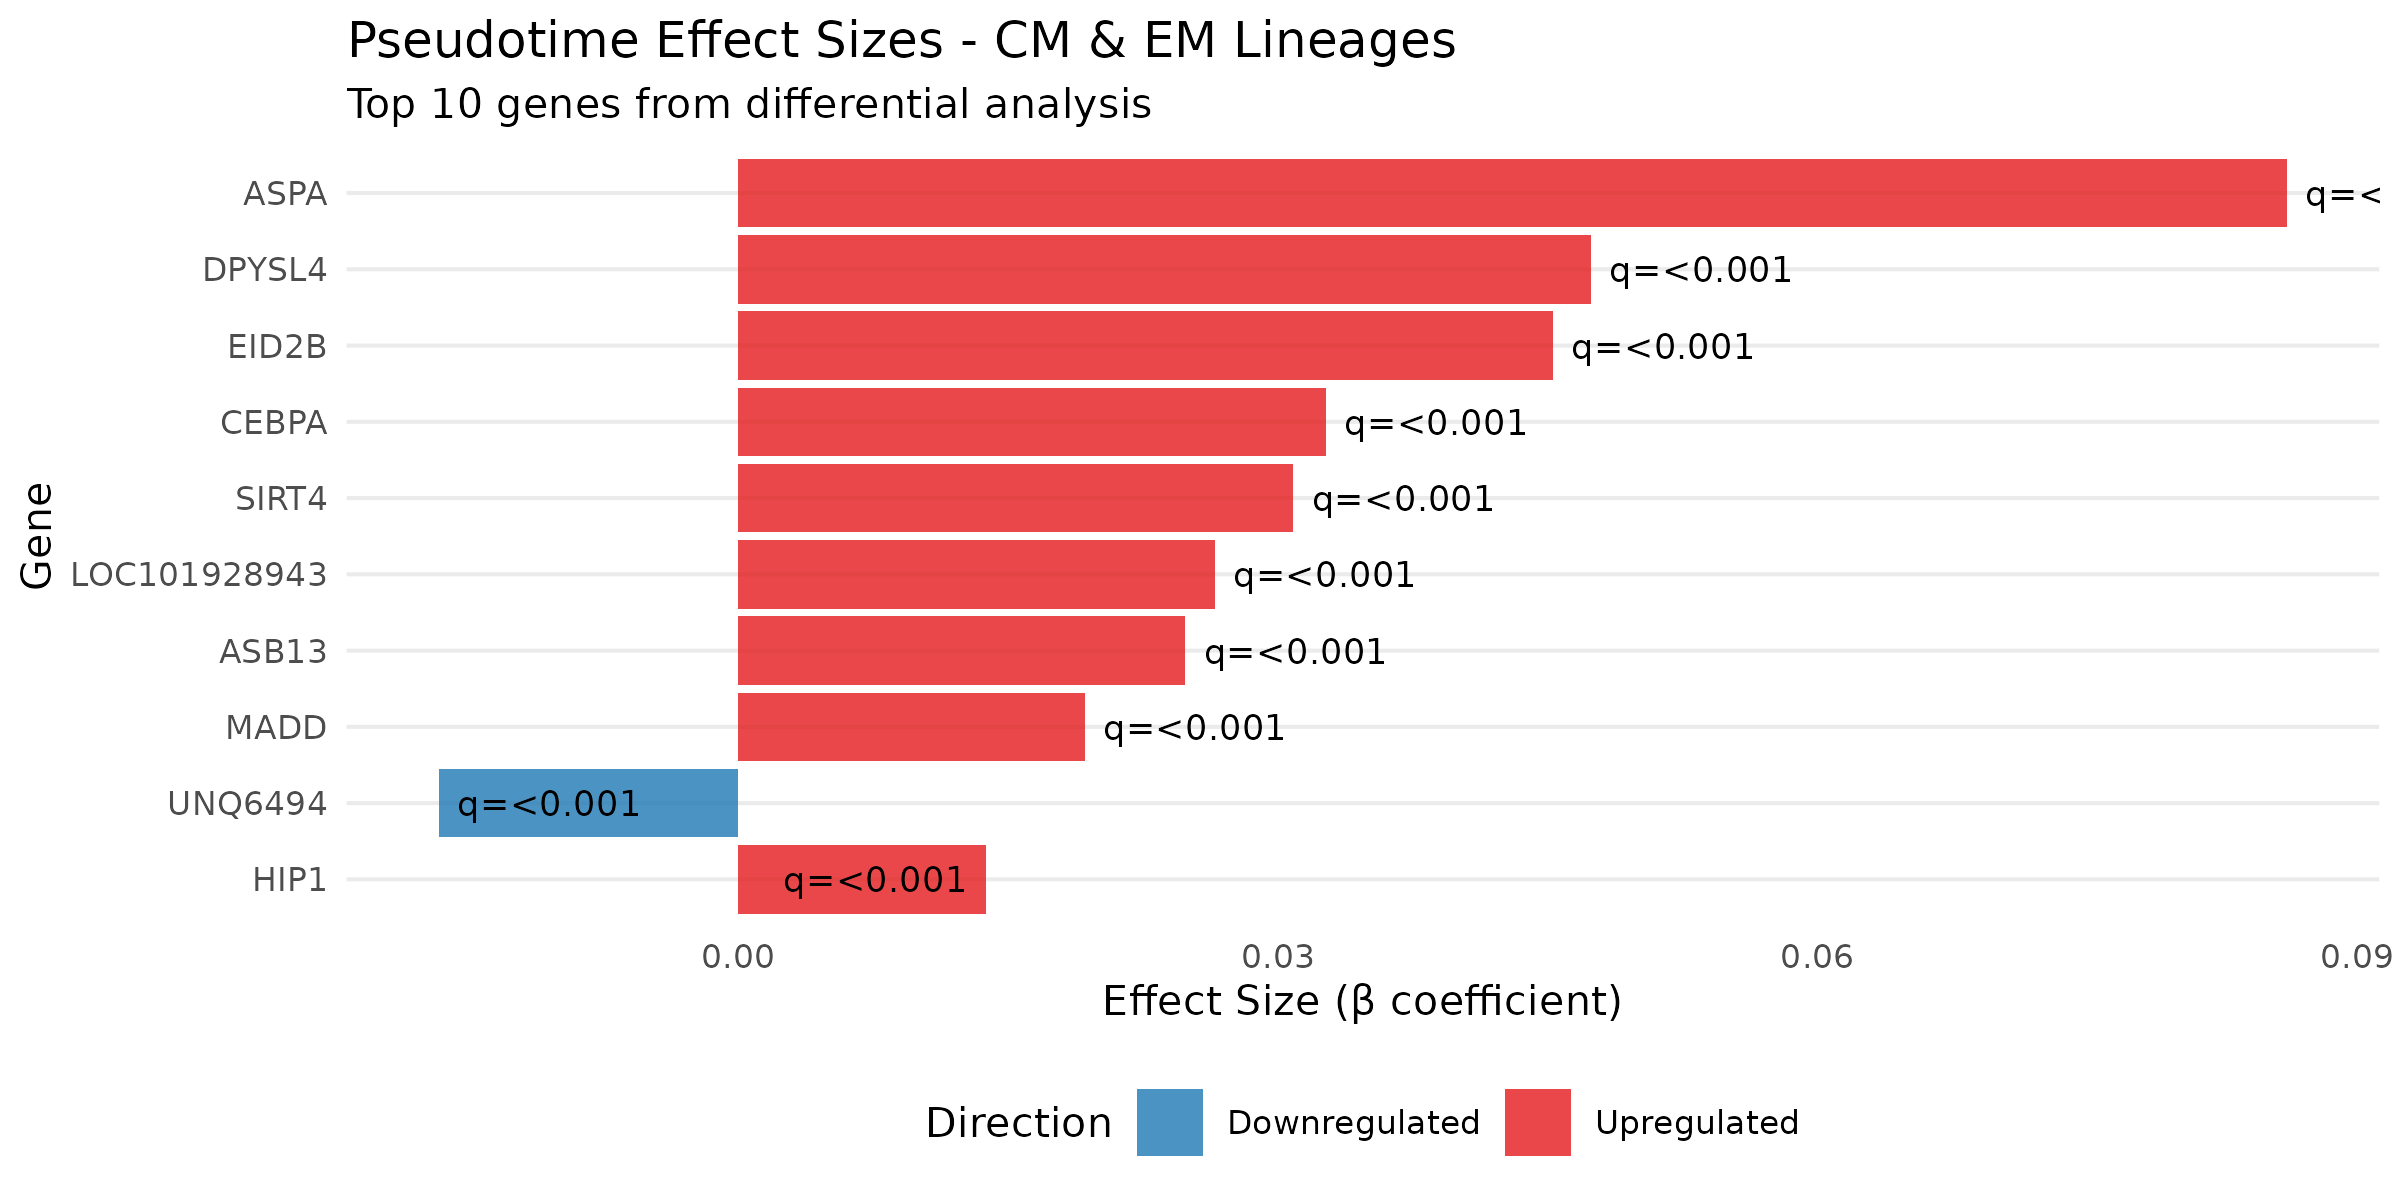 Pseudotime Effect Sizes - CM & EM Lineages
Top 10 genes from differential analysis
Gene
ASPA q=<
DPYSL4 q=<0.001
EID2B q=<0.001
CEBPA q=<0.001
SIRT4 q=<0.001
LOC101928943 q=<0.001
ASB13 q=<0.001
MADD q=<0.001
UNQ6494 q=<0.001
HIP1 q=<0.001
0.00 0.03 0.06 0.09
Effect Size (β coefficient)
Direction Downregulated Upregulated